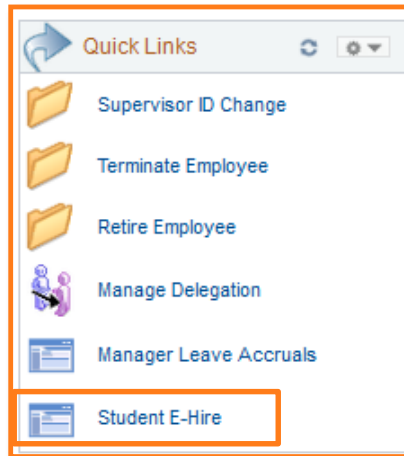 Quick Links
Supervisor ID Change
Terminate Employee
Retire Employee
Manage Delegation
Manager Leave Accruals
Student E-Hire